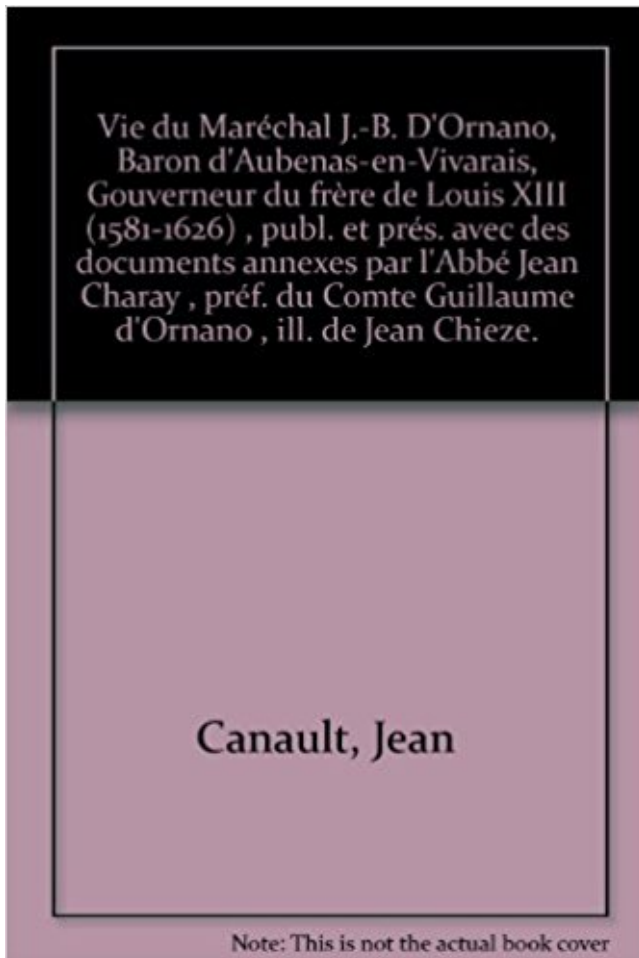 Vie du Maréchal J.-B. D'Ornano,
Baron d'Aubenas-en-Vivarais,
Gouverneur du frère de Louis XIII
(1581-1626) , publ. et prés. avec des
documents annexes par l'Abbé Jean
Charay , préf. du Comte Guillaume
d'Ornano , ill. de Jean Chieze.
Canault, Jean
Note: This is not the actual book cover